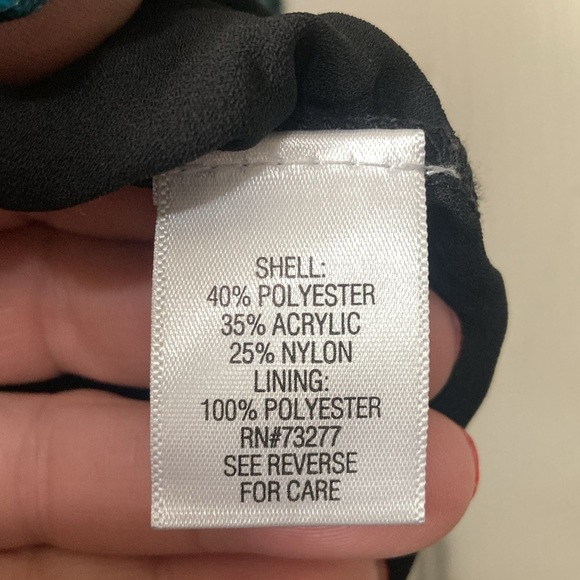 SHELL:
40% POLYESTER
35% ACRYLIC
25% NYLON
LINING:
100% POLYESTER
RN#73277
SEE REVERSE
FOR CARE